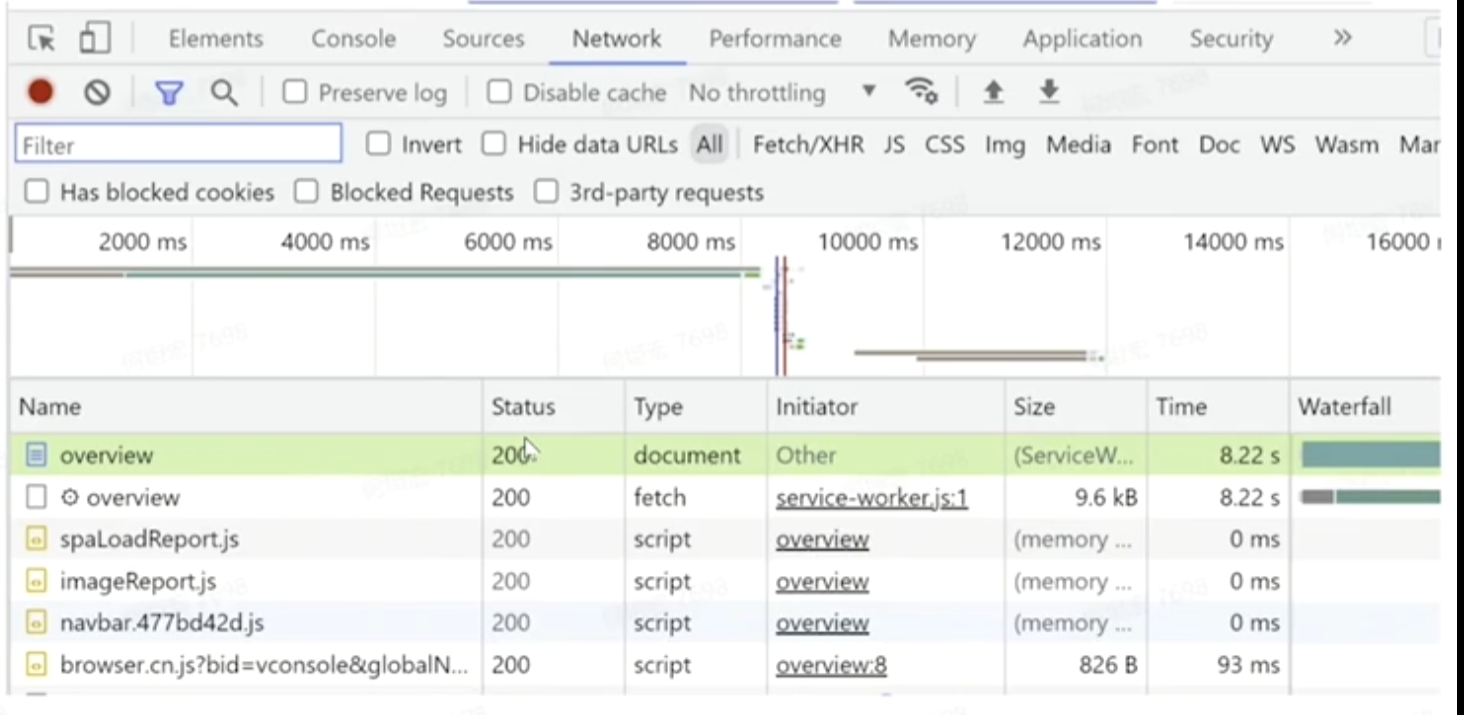 Elements Console Sources Network Performance Memory Application Security »
Preserve log Disable cache No throttling
Filter Invert Hide data URLs All Fetch/XHR JS CSS Img Media Font Doc WS Wasm Mar
Has blocked cookies Blocked Requests 3rd-party requests
2000 ms 4000 ms 6000 ms 8000 ms 10000 ms 12000 ms 14000 ms 16000
Name Status Type Initiator Size Time Waterfall
overview 200 document Other (ServiceW... 8.22 s
overview 200 fetch service-worker.js:1 9.6 kB 8.22 s
spaLoadReport.js 200 script overview (memory ... 0 ms
imageReport.js 200 script overview (memory ... 0 ms
navbar.477bd42d.js 200 script overview (memory ... 0 ms
browser.cn.js?bid=vconsole&globalN... 200 script overview:8 826 B 93 ms